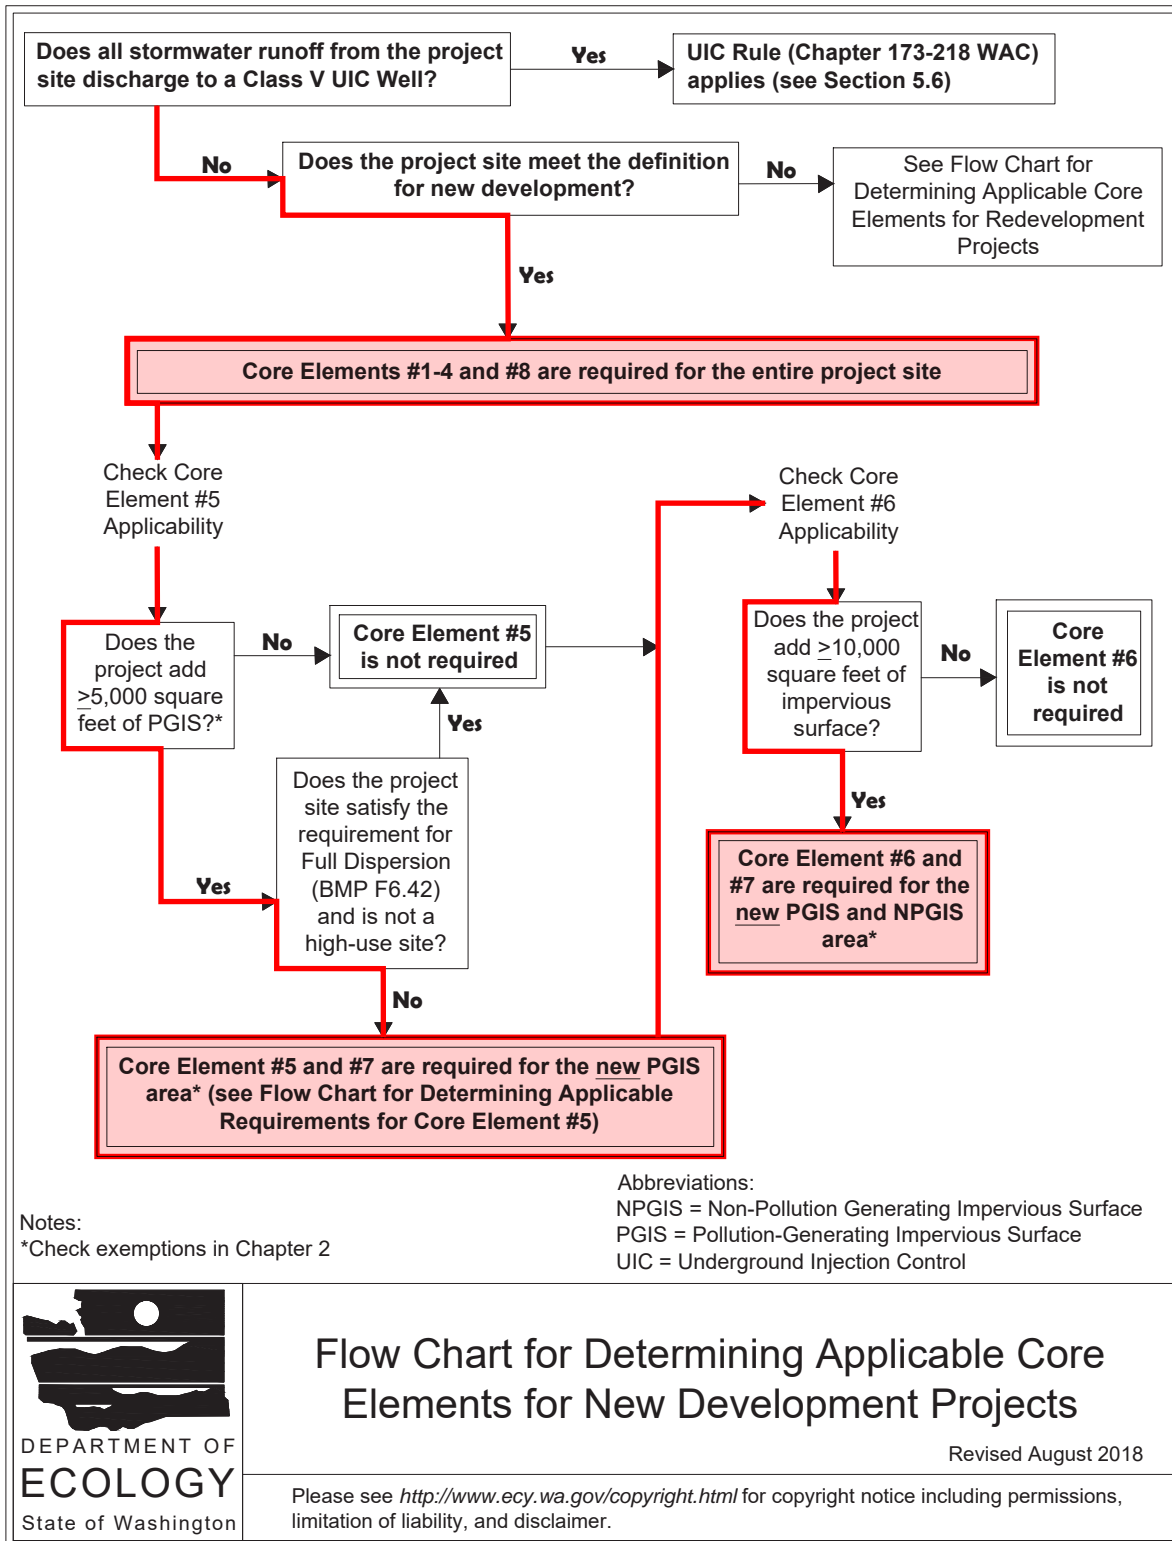 Does all stormwater runoff from the project
site discharge to a Class V UIC Well?
Yes
UIC Rule (Chapter 173-218 WAC)
applies (see Section 5.6)
No
Does the project site meet the definition
for new development?
No
See Flow Chart for
Determining Applicable Core
Elements for Redevelopment
Projects
Yes
Core Elements #1-4 and #8 are required for the entire project site
Check Core
Element #5
Applicability
Check Core
Element #6
Applicability
Does the
project add
≥5,000 square
feet of PGIS?*
No
Core Element #5
is not required
Yes
Does the project
add ≥10,000
square feet of
impervious
surface?
No
Core
Element #6
is not
required
Does the project
site satisfy the
requirement for
Full Dispersion
(BMP F6.42)
and is not a
high-use site?
Yes
Yes
Core Element #6 and
#7 are required for the
new PGIS and NPGIS
area*
No
Core Element #5 and #7 are required for the new PGIS
area* (see Flow Chart for Determining Applicable
Requirements for Core Element #5)
Notes:
*Check exemptions in Chapter 2
Abbreviations:
NPGIS = Non-Pollution Generating Impervious Surface
PGIS = Pollution-Generating Impervious Surface
UIC = Underground Injection Control
DEPARTMENT OF
ECOLOGY
State of Washington
Flow Chart for Determining Applicable Core
Elements for New Development Projects
Revised August 2018
Please see http://www.ecy.wa.gov/copyright.html for copyright notice including permissions,
limitation of liability, and disclaimer.